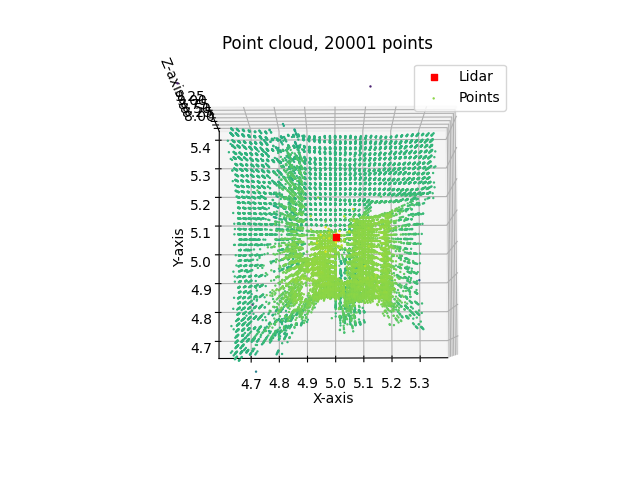 Point cloud, 20001 points
Lidar
Points
Z-axis
8.00
5.4
5.3
5.2
5.1
5.0
4.9
4.8
4.7
Y-axis
4.7 4.8 4.9 5.0 5.1 5.2 5.3
X-axis